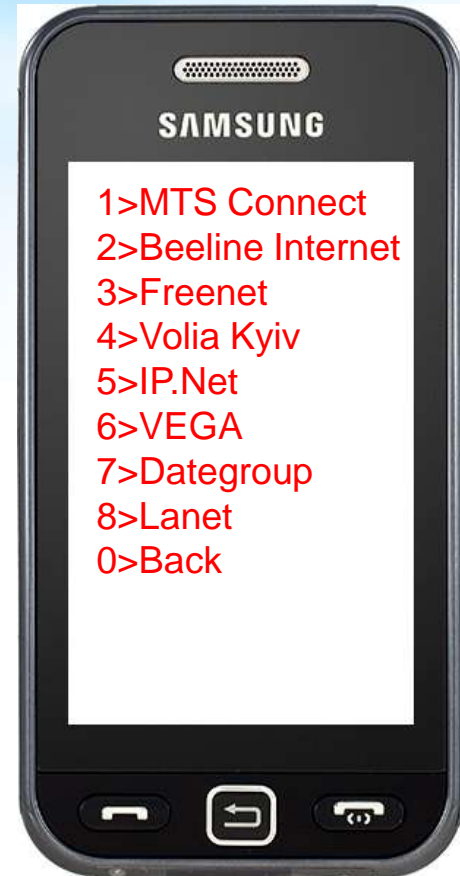 SAMSUNG
1>MTS Connect
2>Beeline Internet
3>Freenet
4>Volia Kyiv
5>IP.Net
6>VEGA
7>Dategroup
8>Lanet
0>Back